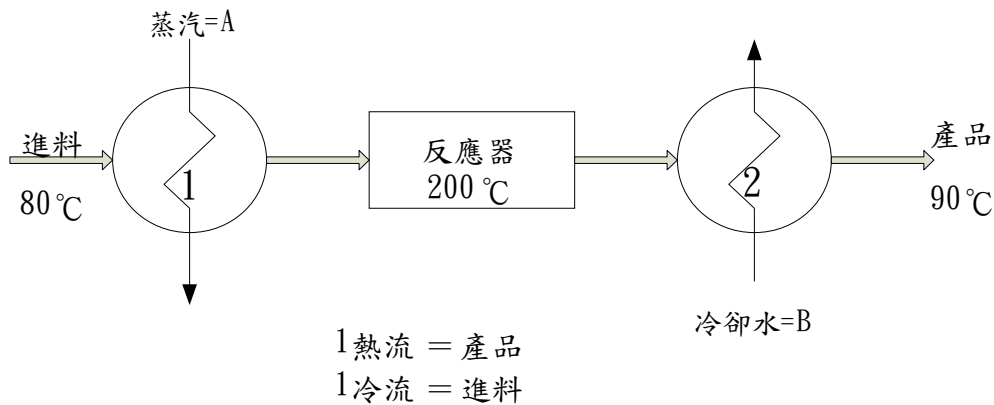 蒸汽=A
進料
80℃
1
反應器
200℃
2
產品
90℃
冷卻水=B
1熱流 = 產品
1冷流 = 進料